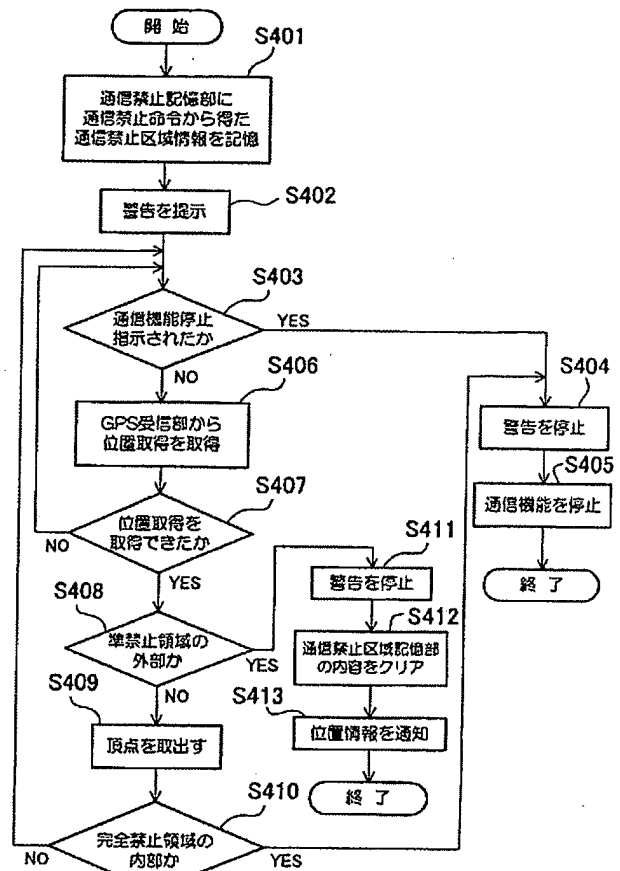 開 始
S401
通信禁止記憶部に
通信禁止命令から得た
通信禁止区域情報を記憶
S402
警告を提示
S403
通信機能停止
指示されたか
YES
NO
S406
GPS受信部から
位置取得を取得
S404
警告を停止
S405
通信機能を停止
終 了
S407
位置取得を
取得できたか
NO
YES
S411
警告を停止
S408
準禁止領域の
外部か
YES
NO
S412
通信禁止区域記憶部
の内容をクリア
S409
頂点を取出す
S413
位置情報を通知
終 了
S410
完全禁止領域の
内部か
NO
YES